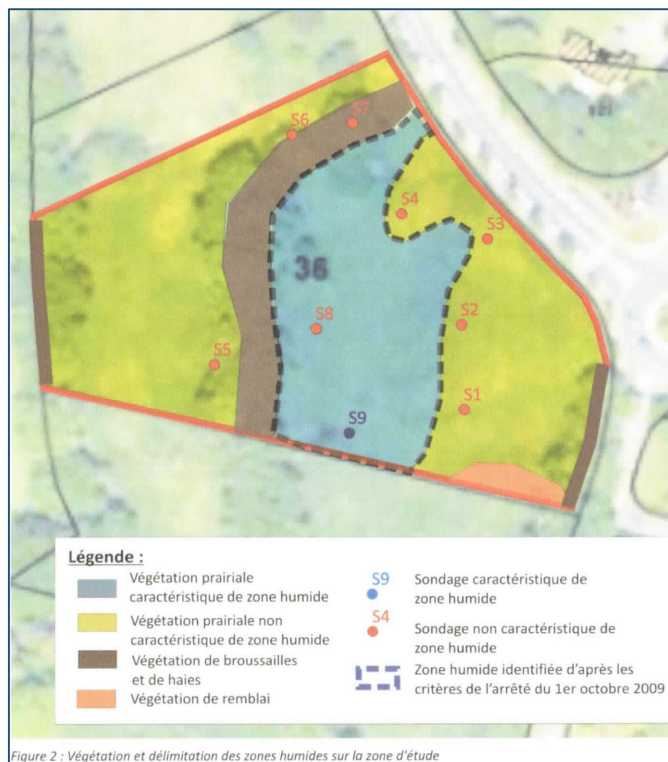 S7
S6
S4
S3
36
S8
S2
S5
S1
S9
Légende :
Végétation prairiale
caractéristique de zone humide
Végétation prairiale non
caractéristique de zone humide
Végétation de broussailles
et de haies
Végétation de remblai
S9
Sondage caractéristique de
zone humide
S4
Sondage non caractéristique de
zone humide
Zone humide identifiée d'après les
critères de l'arrêté du 1er octobre 2009
Figure 2 : Végétation et délimitation des zones humides sur la zone d'étude